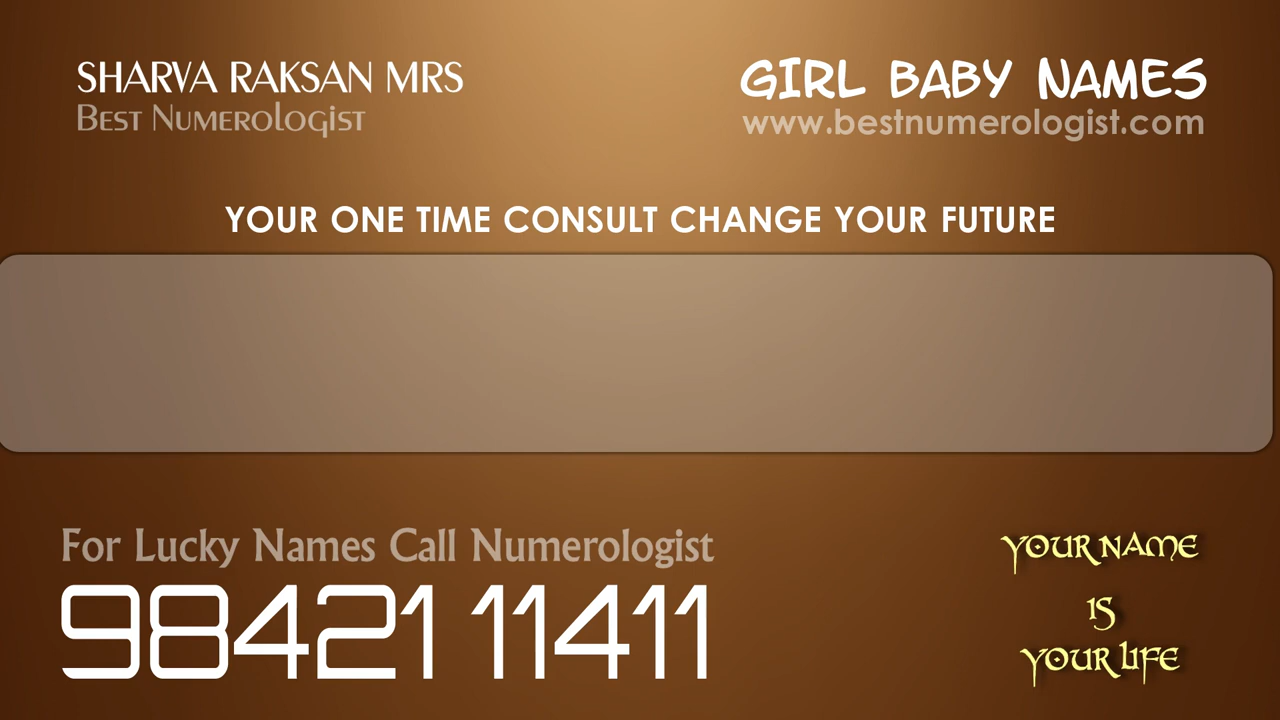 SHARVA RAKSAN MRS
Best Numerologist
GIRL BABY NAMES
www.bestnumerologist.com
YOUR ONE TIME CONSULT CHANGE YOUR FUTURE
For Lucky Names Call Numerologist
98421 11411
YOUR NAME
IS
YOUR LIFE